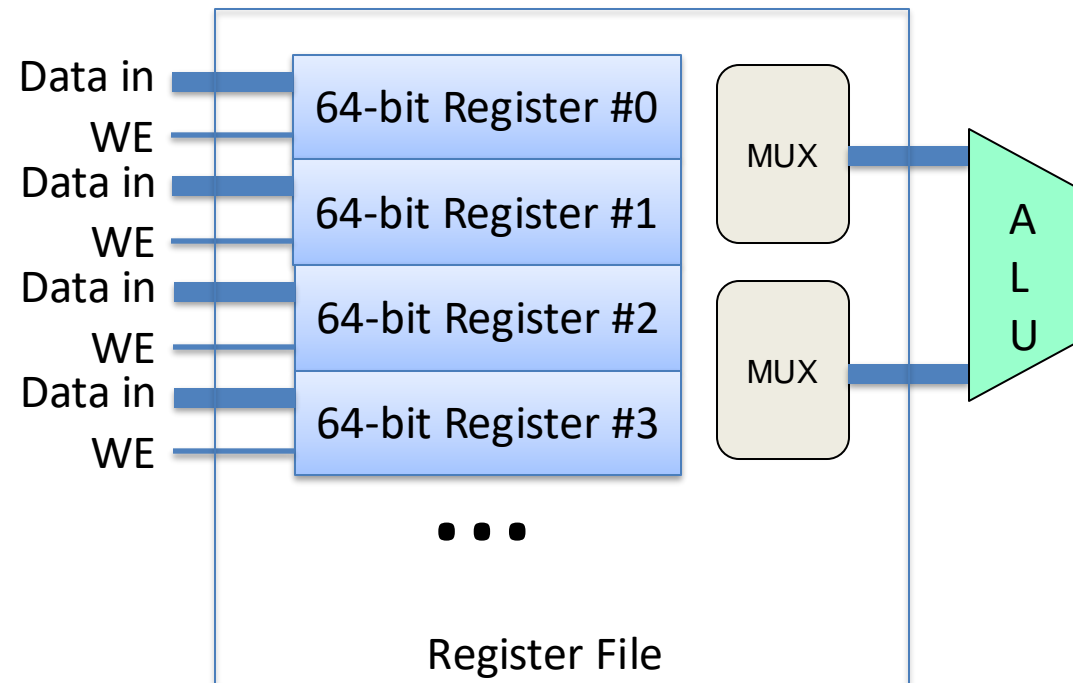 Data in
64-bit Register #0
WE
MUX
Data in
64-bit Register #1
WE
Data in
64-bit Register #2
WE
MUX
Data in
64-bit Register #3
WE
A
L
U
...
Register File